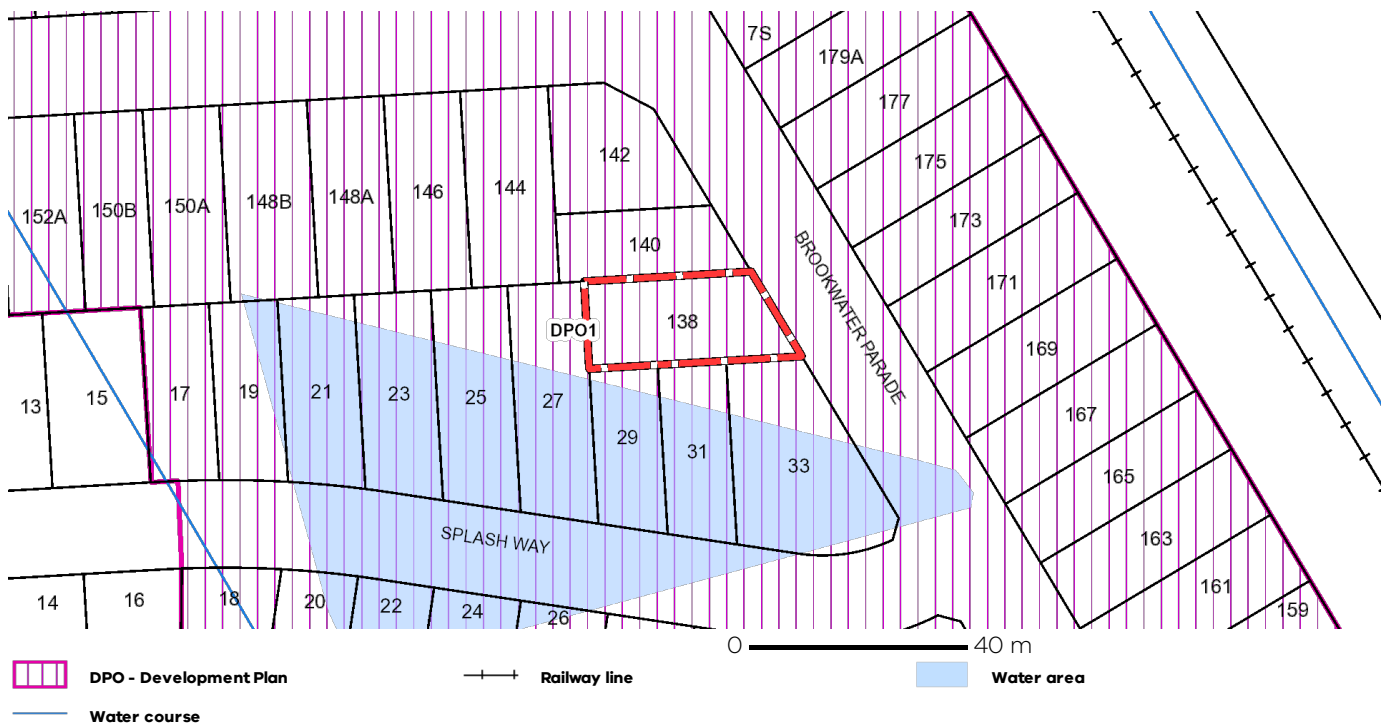 7S
179A
177
142
175
152A
150B
150A
148B
148A
146
144
173
140
BROOKWATER PARADE
171
138
DPO1
169
13
15
17
19
21
23
25
27
29
31
33
167
165
SPLASH WAY
163
14
16
18
20
22
24
26
161
159
0 40 m
DPO - Development Plan
Railway line
Water area
Water course